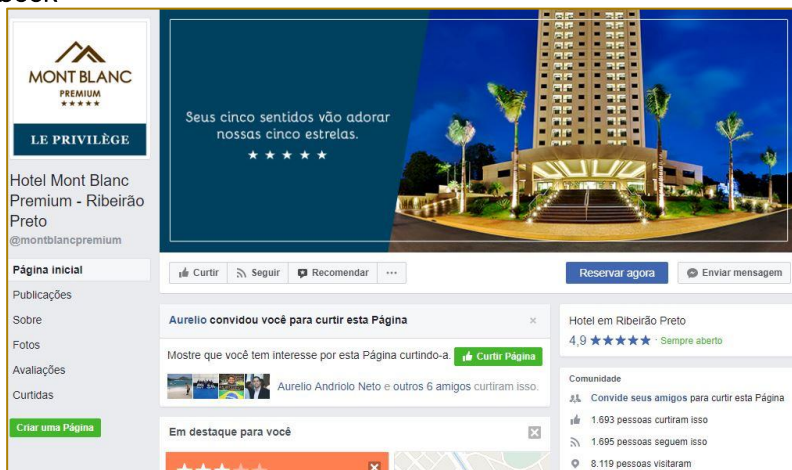 MONT BLANC
PREMIUM
★★★★★
LE PRIVILÈGE
Hotel Mont Blanc
Premium - Ribeirão
Preto
@montblancpremium
Página inicial
Publicações
Sobre
Fotos
Avaliações
Curtidas
Criar uma Página
Seus cinco sentidos vão adorar
nossas cinco estrelas.
★ ★ ★ ★ ★
Curtir Seguir Recomendar ···
Reservar agora Enviar mensagem
Aurelio convidou você para curtir esta Página ×
Mostre que você tem interesse por esta Página curtindo-a. Curtir Página
Aurelio Andriolo Neto e outros 6 amigos curtiram isso.
Em destaque para você
Hotel em Ribeirão Preto
4,9 ★★★★★ · Sempre aberto
Comunidade
Convide seus amigos para curtir esta Página
1.693 pessoas curtiram isso
1.695 pessoas seguem isso
8.119 pessoas visitaram